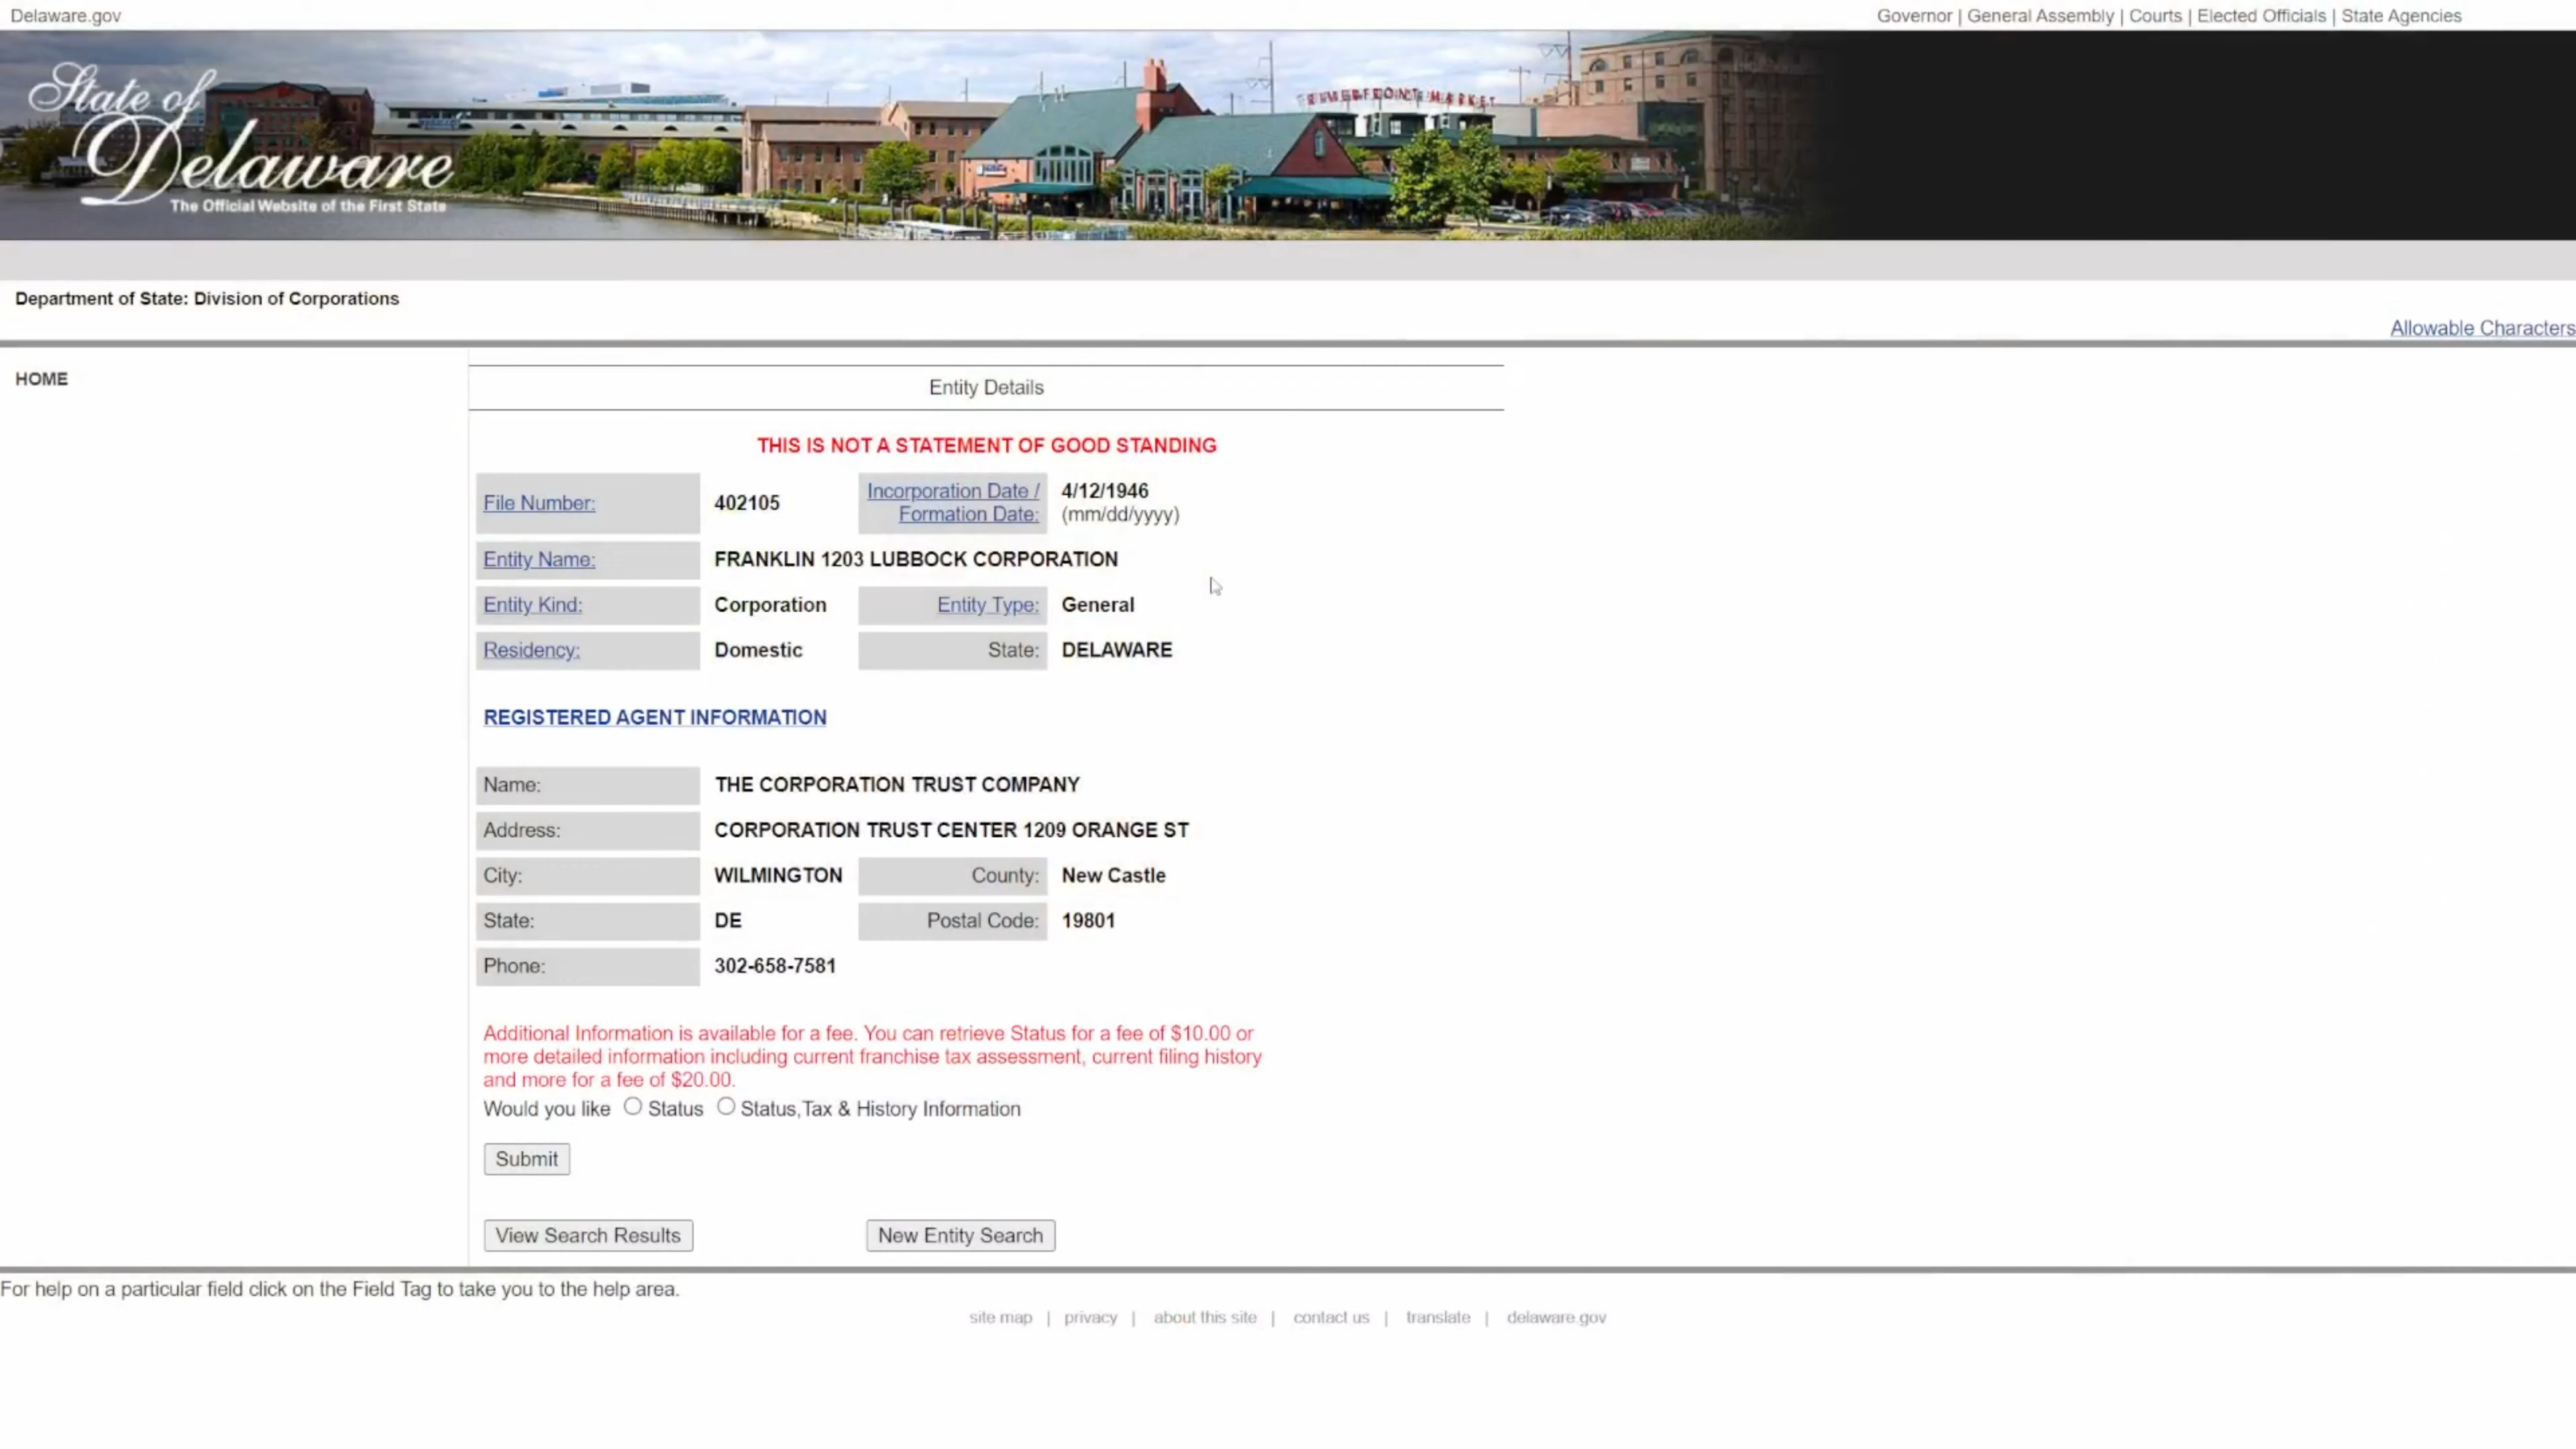 Delaware.gov
Governor | General Assembly | Courts | Elected Officials | State Agencies
State of
Delaware
The Official Website of the First State
RIVERFRONT MARKET
Department of State: Division of Corporations
Allowable Characters
HOME
Entity Details
THIS IS NOT A STATEMENT OF GOOD STANDING
File Number: 402105 Incorporation Date / 4/12/1946
Formation Date: (mm/dd/yyyy)
Entity Name: FRANKLIN 1203 LUBBOCK CORPORATION
Entity Kind: Corporation Entity Type: General
Residency: Domestic State: DELAWARE
REGISTERED AGENT INFORMATION
Name: THE CORPORATION TRUST COMPANY
Address: CORPORATION TRUST CENTER 1209 ORANGE ST
City: WILMINGTON County: New Castle
State: DE Postal Code: 19801
Phone: 302-658-7581
Additional Information is available for a fee. You can retrieve Status for a fee of $10.00 or
more detailed information including current franchise tax assessment, current filing history
and more for a fee of $20.00.
Would you like Status Status,Tax & History Information
Submit
View Search Results New Entity Search
For help on a particular field click on the Field Tag to take you to the help area.
site map | privacy | about this site | contact us | translate | delaware.gov